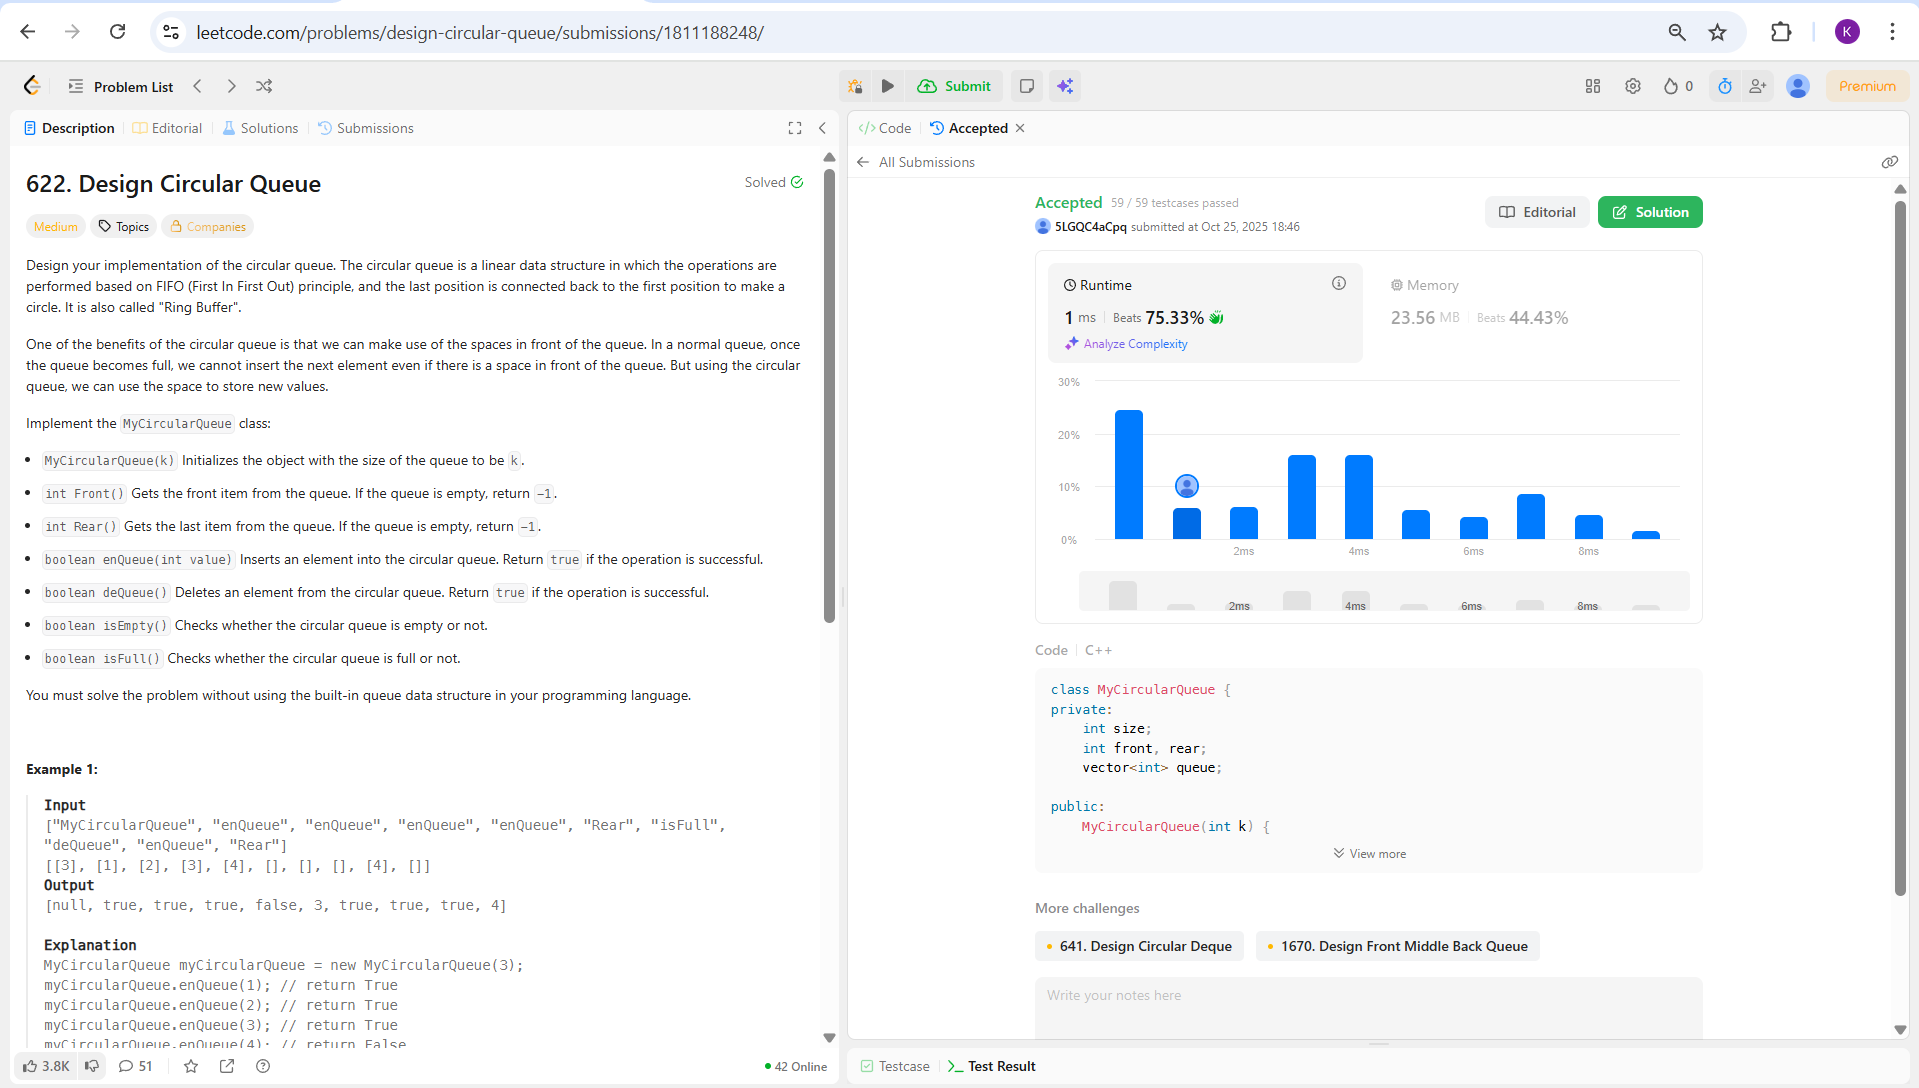 leetcode.com/problems/design-circular-queue/submissions/1811188248/
K
Problem List
Submit
0
Premium
Description
Editorial
Solutions
Submissions
622. Design Circular Queue
Solved
Medium
Topics
Companies
Design your implementation of the circular queue. The circular queue is a linear data structure in which the operations are
performed based on FIFO (First In First Out) principle, and the last position is connected back to the first position to make a
circle. It is also called "Ring Buffer".
One of the benefits of the circular queue is that we can make use of the spaces in front of the queue. In a normal queue, once
the queue becomes full, we cannot insert the next element even if there is a space in front of the queue. But using the circular
queue, we can use the space to store new values.
Implement the MyCircularQueue class:
• MyCircularQueue(k) Initializes the object with the size of the queue to be k.
• int Front() Gets the front item from the queue. If the queue is empty, return -1.
• int Rear() Gets the last item from the queue. If the queue is empty, return -1.
• boolean enQueue(int value) Inserts an element into the circular queue. Return true if the operation is successful.
• boolean deQueue() Deletes an element from the circular queue. Return true if the operation is successful.
• boolean isEmpty() Checks whether the circular queue is empty or not.
• boolean isFull() Checks whether the circular queue is full or not.
You must solve the problem without using the built-in queue data structure in your programming language.
Example 1:
Input
["MyCircularQueue", "enQueue", "enQueue", "enQueue", "enQueue", "Rear", "isFull",
"deQueue", "enQueue", "Rear"]
[[3], [1], [2], [3], [4], [], [], [], [4], []]
Output
[null, true, true, true, false, 3, true, true, true, 4]
Explanation
MyCircularQueue myCircularQueue = new MyCircularQueue(3);
myCircularQueue.enQueue(1); // return True
myCircularQueue.enQueue(2); // return True
myCircularQueue.enQueue(3); // return True
myCircularQueue.enQueue(4); // return False
3.8K
51
42 Online
</> Code
Accepted
All Submissions
Accepted 59 / 59 testcases passed
5LGQC4aCpq submitted at Oct 25, 2025 18:46
Editorial
Solution
Runtime
1 ms Beats 75.33%
Analyze Complexity
Memory
23.56 MB Beats 44.43%
30%
20%
10%
0%
2ms 4ms 6ms 8ms
2ms 4ms 6ms 8ms
Code C++
class MyCircularQueue {
private:
int size;
int front, rear;
vector<int> queue;
public:
MyCircularQueue(int k) {
View more
More challenges
641. Design Circular Deque
1670. Design Front Middle Back Queue
Write your notes here
Testcase
Test Result